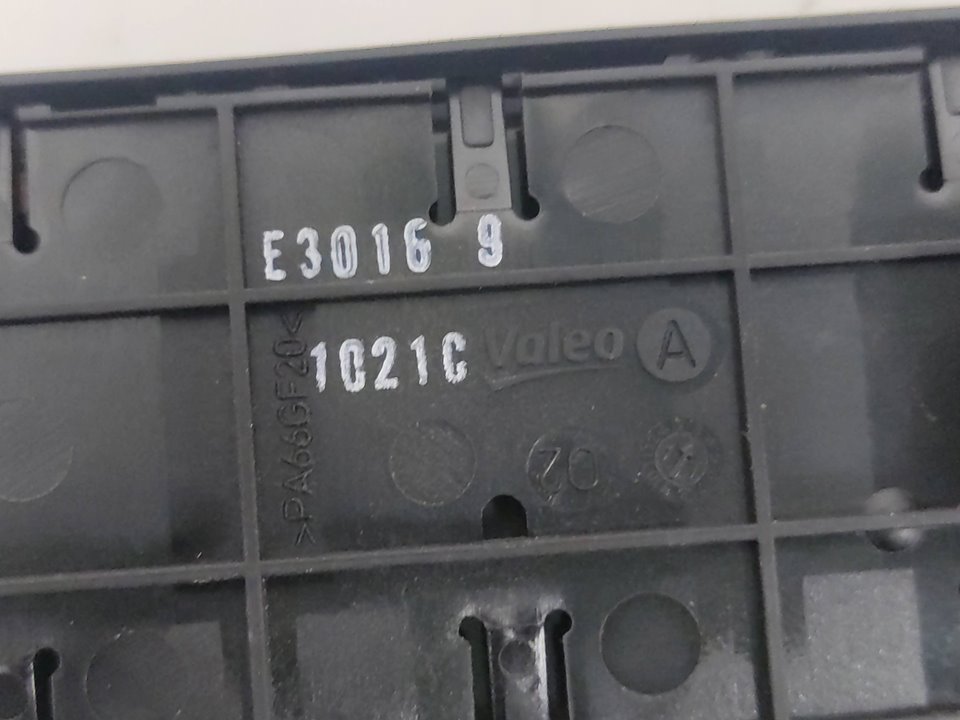 E3016 9
1021C
Valeo A
>PA66GF20<
02